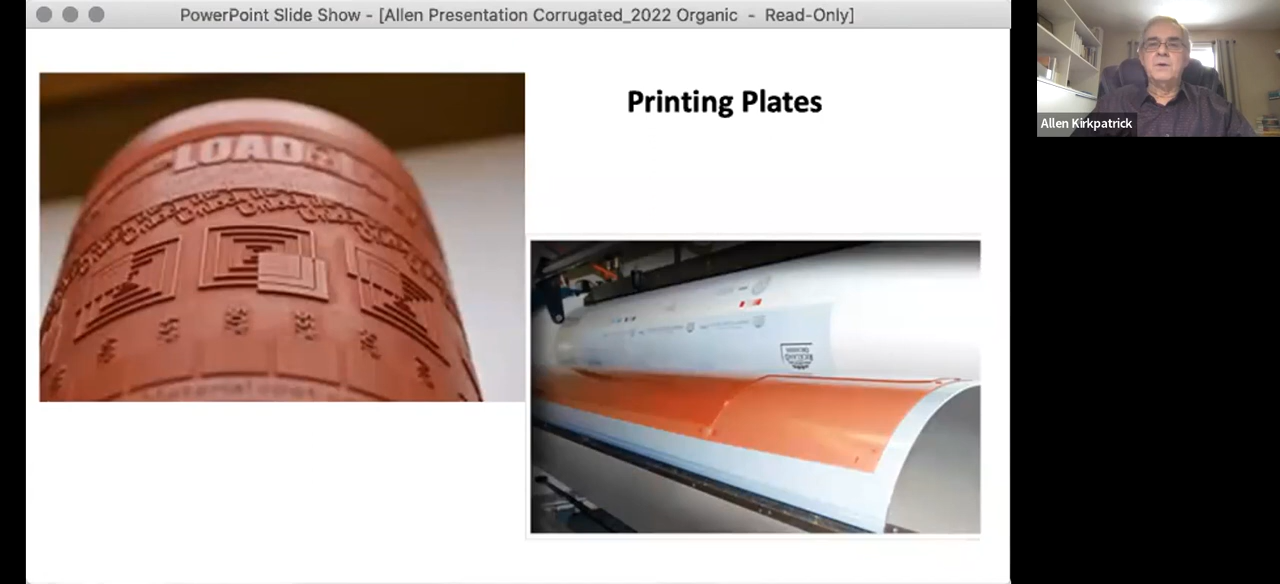 PowerPoint Slide Show - [Allen Presentation Corrugated_2022 Organic  -  Read-Only]
Printing Plates
Allen Kirkpatrick
LOAD